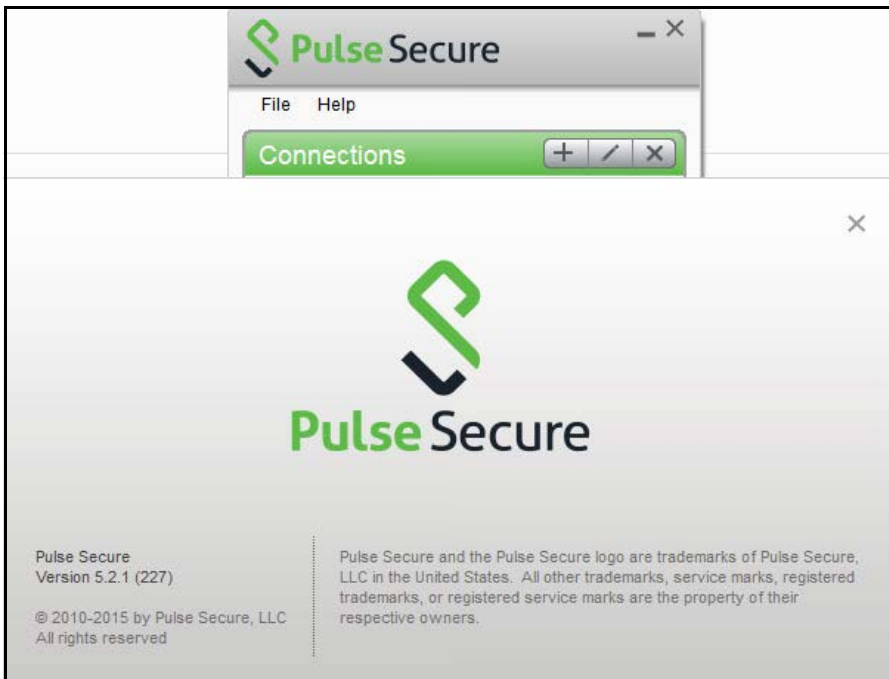 Pulse Secure
File Help
Connections
Pulse Secure
Pulse Secure
Version 5.2.1 (227)
© 2010-2015 by Pulse Secure, LLC
All rights reserved
Pulse Secure and the Pulse Secure logo are trademarks of Pulse Secure,
LLC in the United States.  All other trademarks, service marks, registered
trademarks, or registered service marks are the property of their
respective owners.